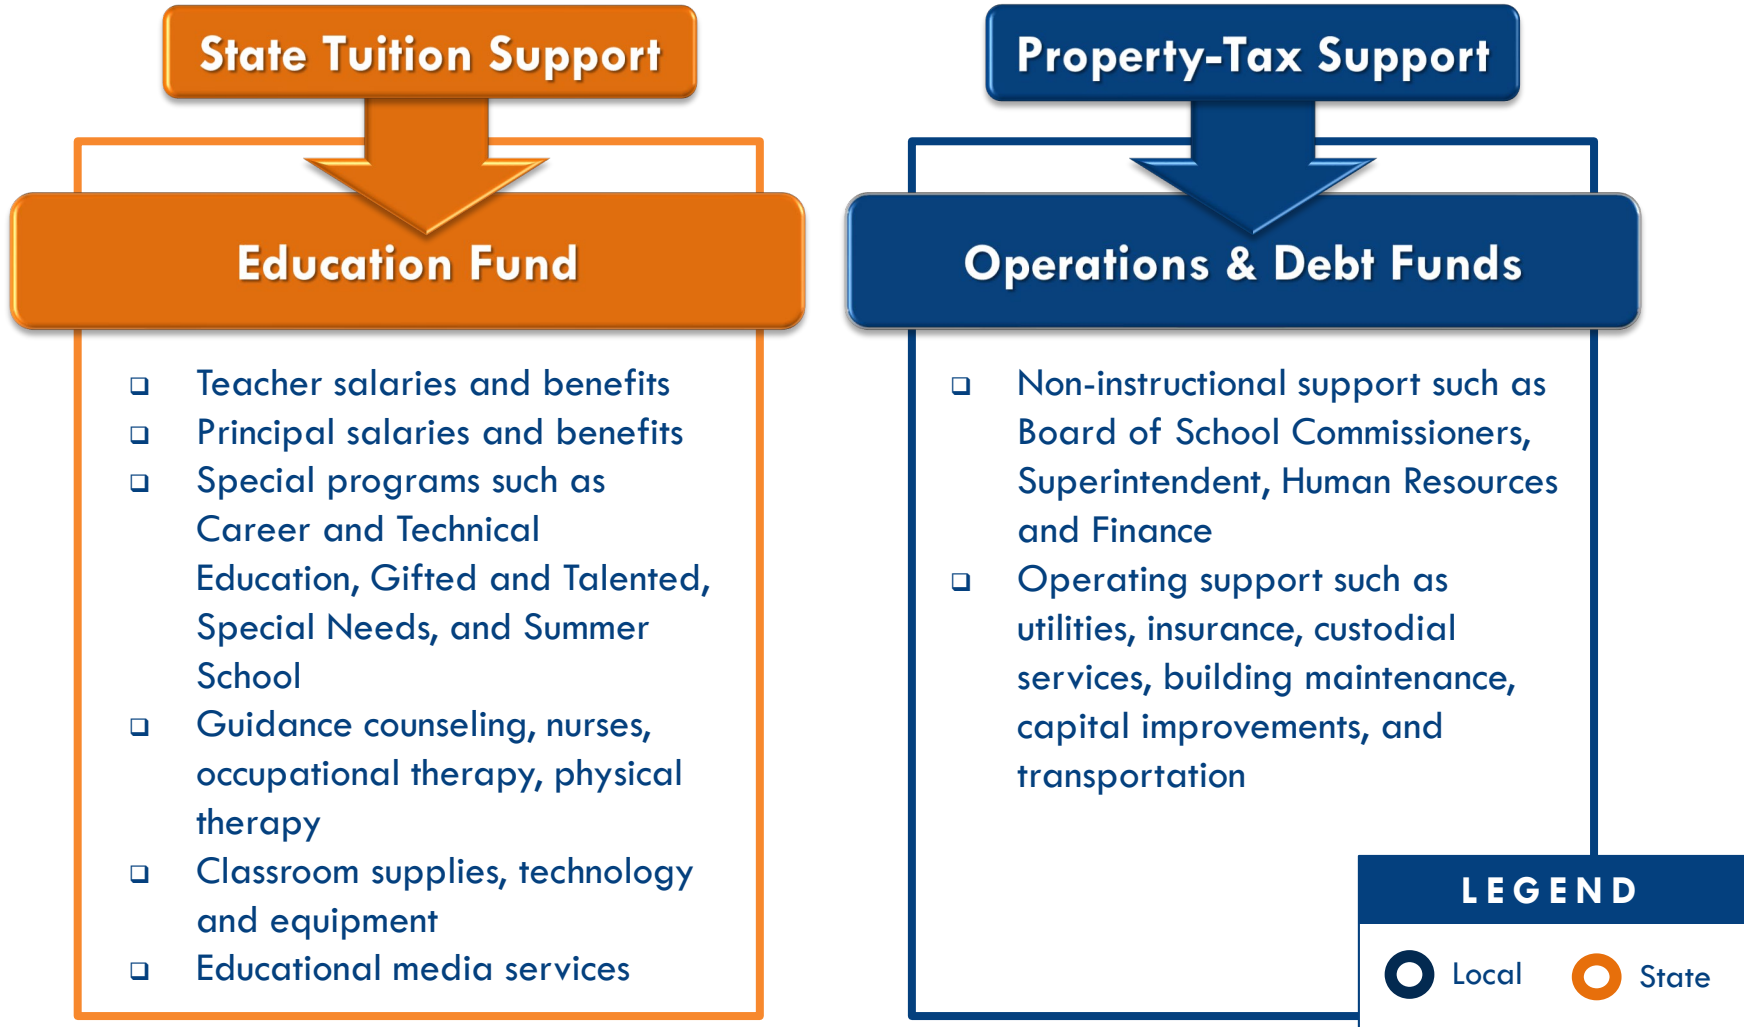 State Tuition Support
Education Fund
❑ Teacher salaries and benefits
❑ Principal salaries and benefits
❑ Special programs such as
Career and Technical
Education, Gifted and Talented,
Special Needs, and Summer
School
❑ Guidance counseling, nurses,
occupational therapy, physical
therapy
❑ Classroom supplies, technology
and equipment
❑ Educational media services
Property-Tax Support
Operations & Debt Funds
❑ Non-instructional support such as
Board of School Commissioners,
Superintendent, Human Resources
and Finance
❑ Operating support such as
utilities, insurance, custodial
services, building maintenance,
capital improvements, and
transportation
LEGEND
Local
State